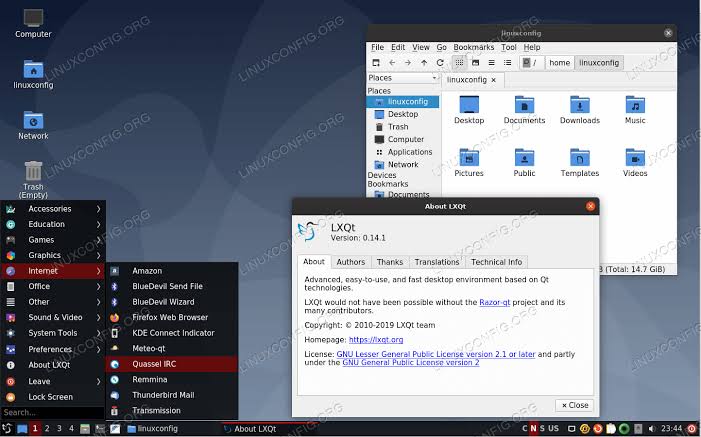 Computer
linuxconfig
Network
Trash
(Empty)
linuxconfig
File Edit View Go Bookmarks Tool Help
/ home linuxconfig
Places
linuxconfig
Places
linuxconfig
Desktop
Trash
Computer
Applications
Network
Devices
Bookmarks
Documents
Desktop Documents Downloads Music
Pictures Public Templates Videos
(Total: 14.7 GiB)
About LXQt
LXQt
Version: 0.14.1
About Authors Thanks Translations Technical Info
Advanced, easy-to-use, and fast desktop environment based on Qt
technologies.
LXQt would not have been possible without the Razor-qt project and its
many contributors.
Copyright: © 2010-2019 LXQt team
Homepage: https://lxqt.org
License: GNU Lesser General Public License version 2.1 or later and partly
under the GNU General Public License version 2
Close
Accessories
Education
Games
Graphics
Internet
Office
Other
Sound & Video
System Tools
Preferences
About LXQt
Leave
Lock Screen
Search...
Amazon
BlueDevil Send File
BlueDevil Wizard
Firefox Web Browser
KDE Connect Indicator
Meteo-qt
Quassel IRC
Remmina
Thunderbird Mail
Transmission
1 2 3 4 linuxconfig About LXQt C N S US 23:44
LINUXCONFIG.ORG